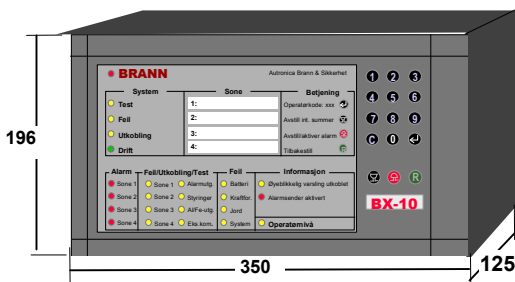 BRANN
Autronica Brann & Sikkerhet
System
Sone
Betjening
Test
Feil
Utkobling
Drift
1:
2:
3:
4:
Operatørkode: xxx
Avstill int. summer
Avstill/aktiver alarm
Tilbakestill
R
1 2 3
4 5 6
7 8 9
C 0
R
BX-10
Alarm
Sone 1
Sone 2
Sone 3
Sone 4
Feil/Utkobling/Test
Sone 1 Alarmutg.
Sone 2 Styringer
Sone 3 Al/Fe-utg.
Sone 4 Eks.kom.
Feil
Batteri
Kraftfor.
Jord
System
Informasjon
Øyeblikkelig varsling utkoblet
Alarmsender aktivert
Operatørnivå
196
350
125